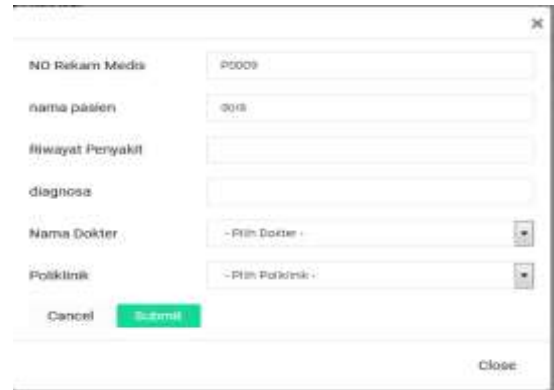 ×
NO Rekam Medis P0009
nama pasien dora
Riwayat Penyakit
diagnosa
Nama Dokter - Pilih Dokter -
Poliklinik - Pilih Poliklinik -
Cancel Submit
Close